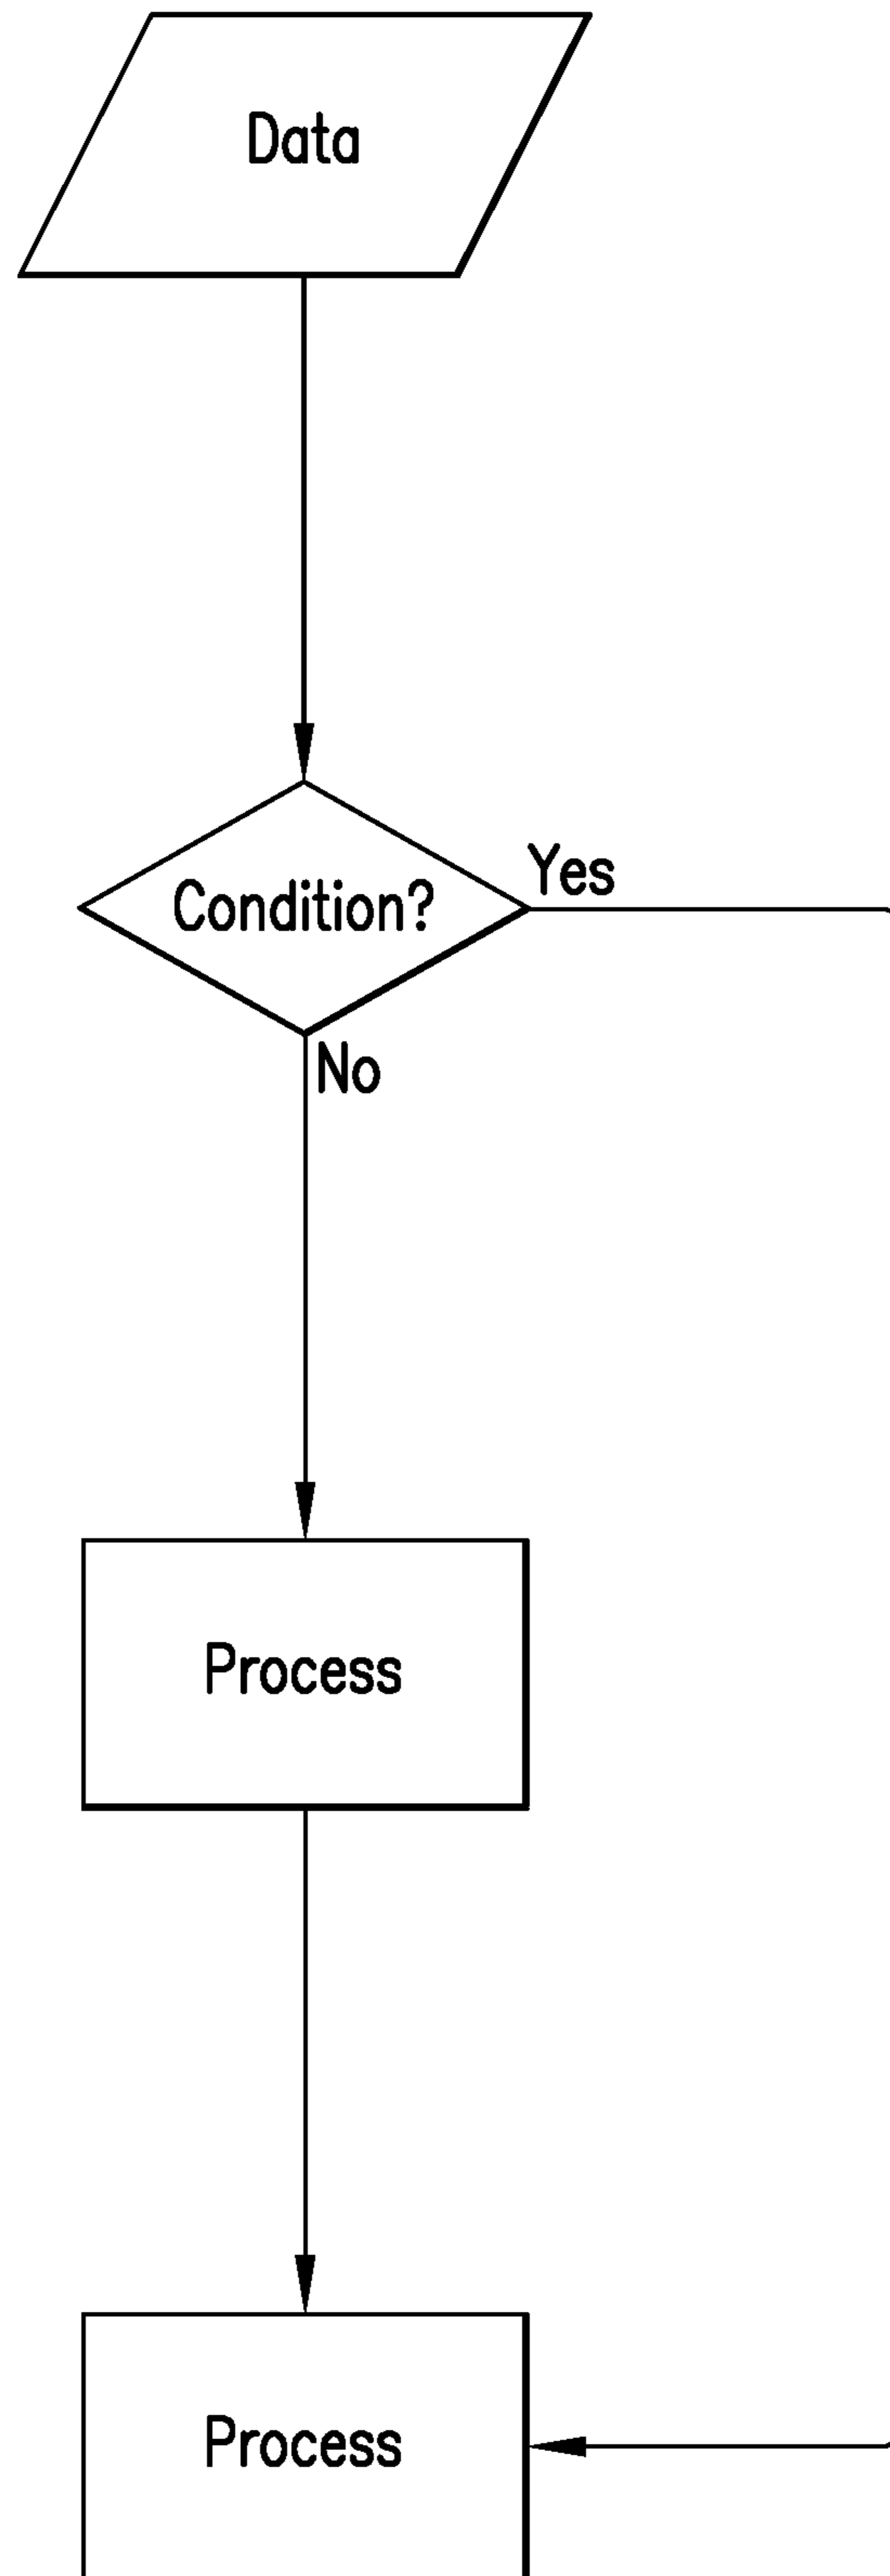 Data
Condition?
Yes
No
Process
Process